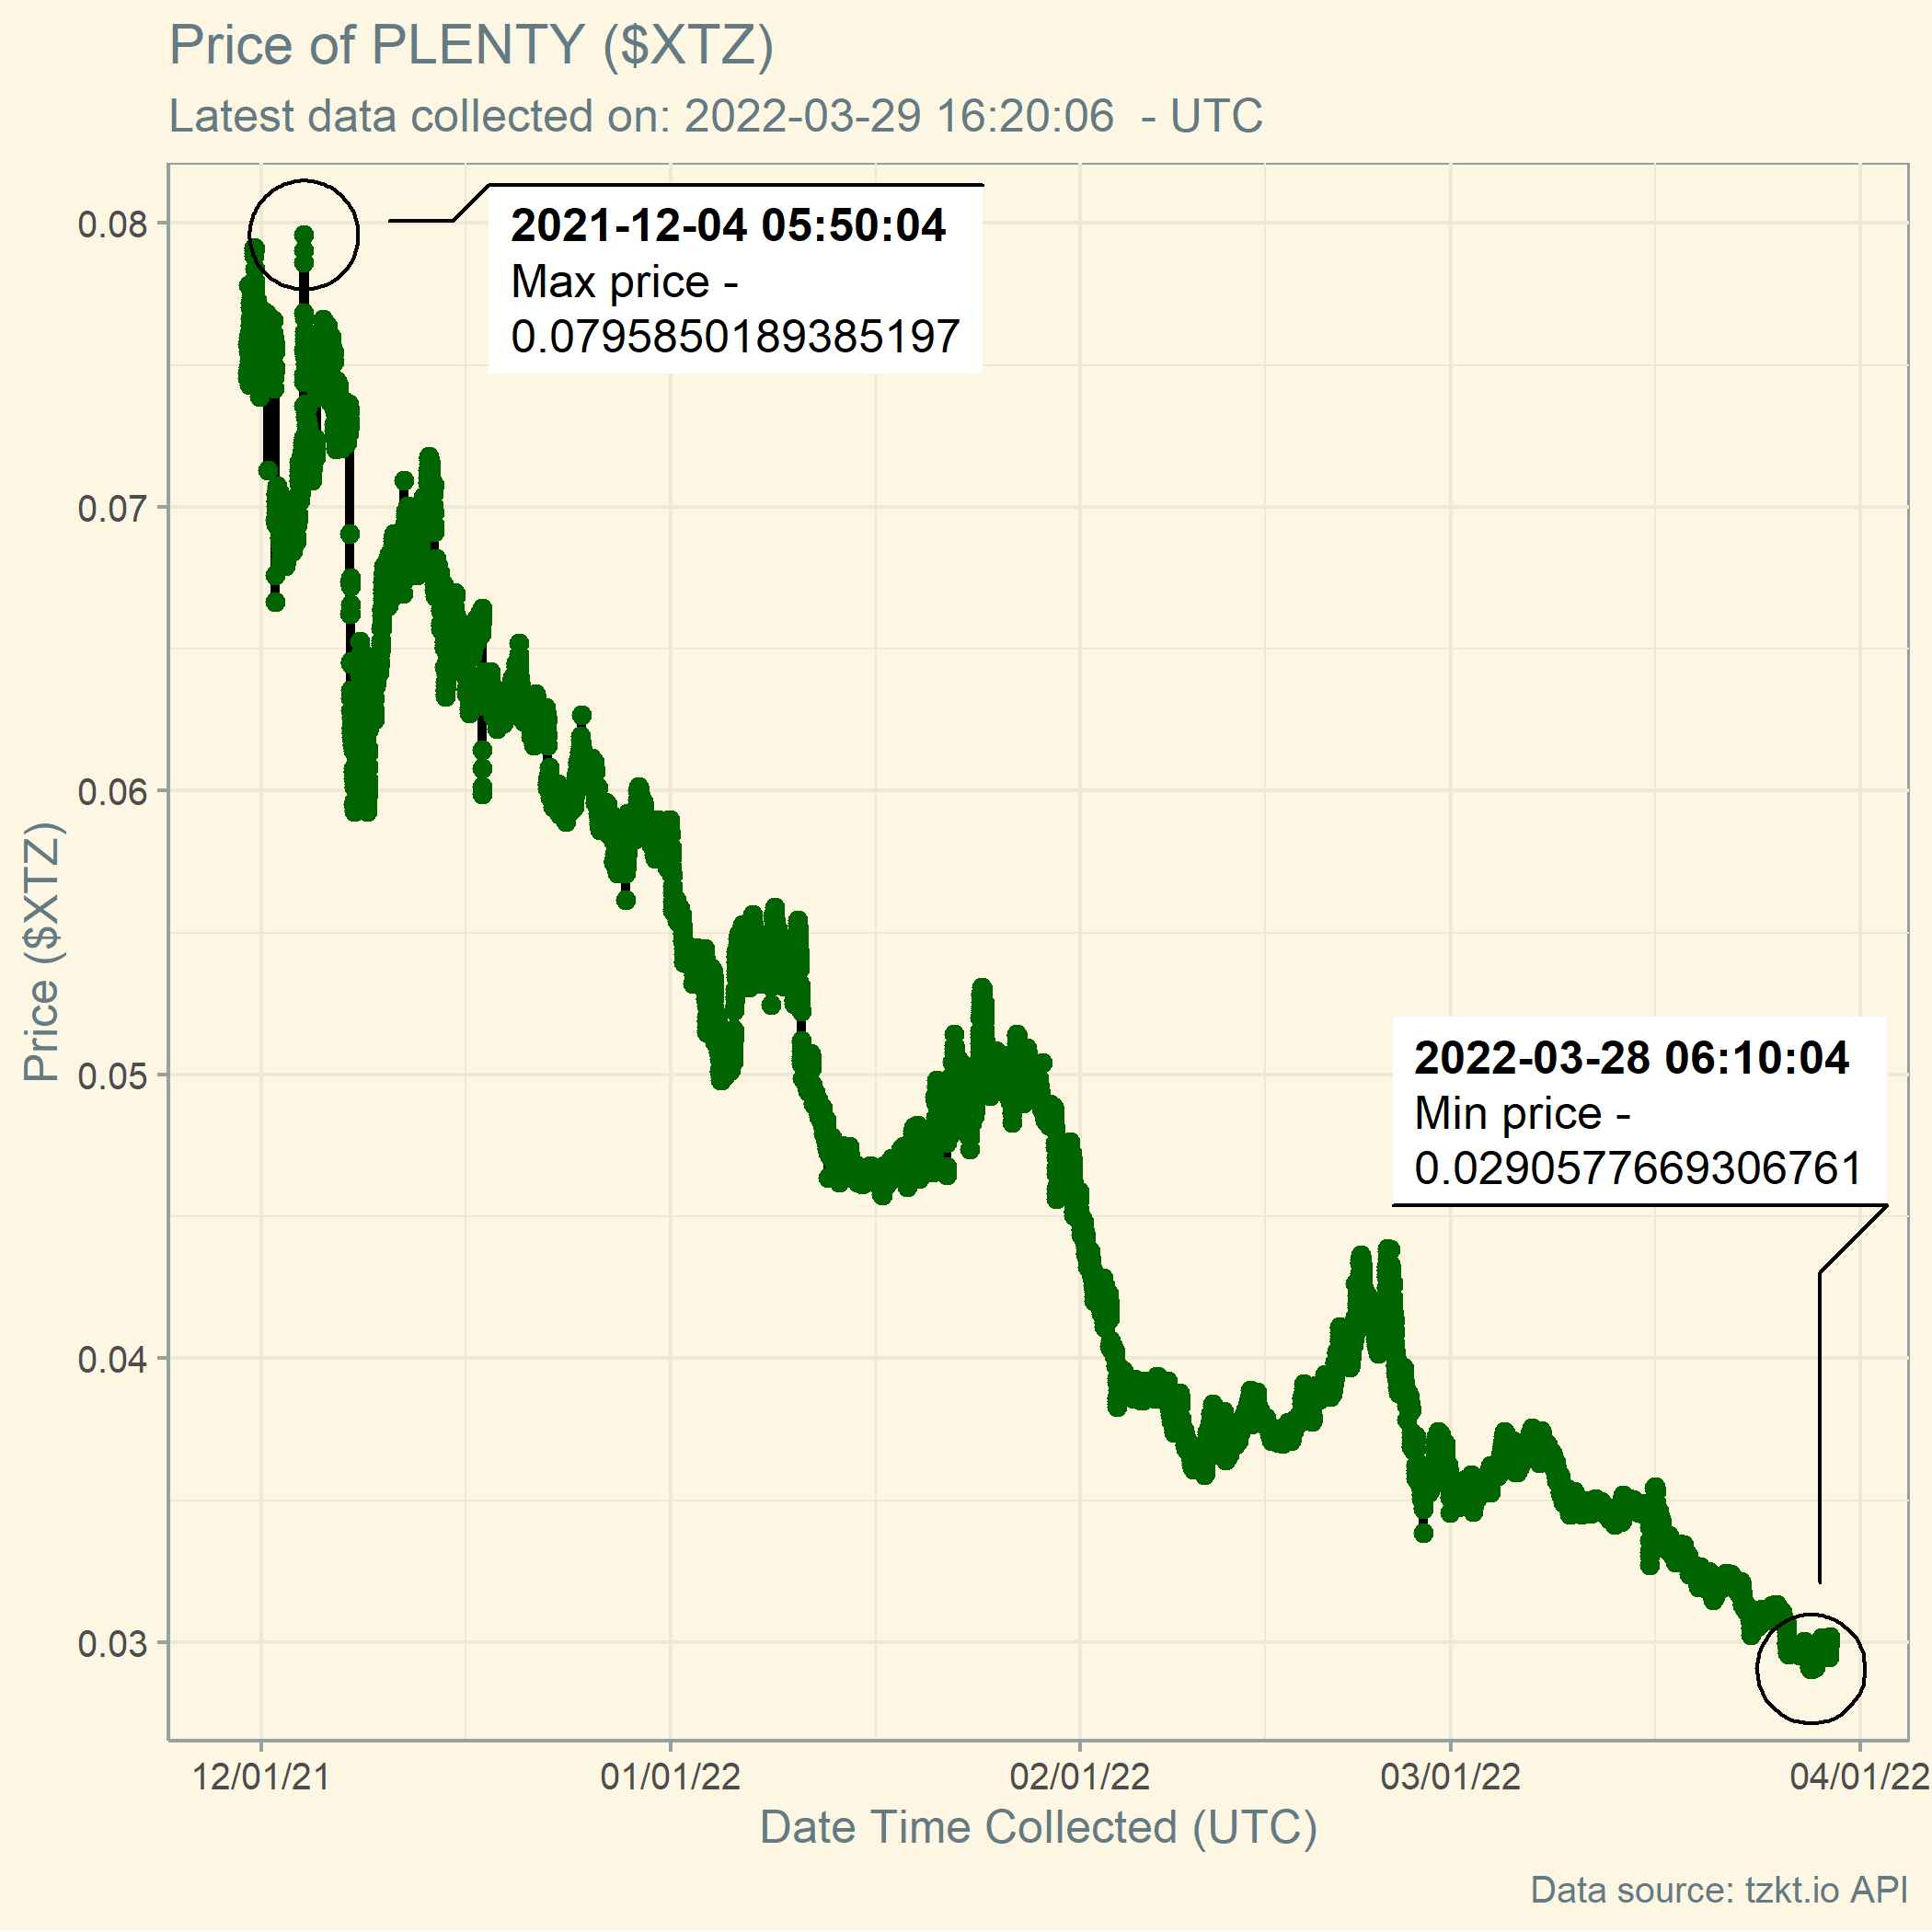 Price of PLENTY ($XTZ)
Latest data collected on: 2022-03-29 16:20:06  - UTC
2021-12-04 05:50:04
Max price -
0.0795850189385197
2022-03-28 06:10:04
Min price -
0.0290577669306761
Price ($XTZ)
0.08
0.07
0.06
0.05
0.04
0.03
12/01/21
01/01/22
02/01/22
03/01/22
04/01/22
Date Time Collected (UTC)
Data source: tzkt.io API